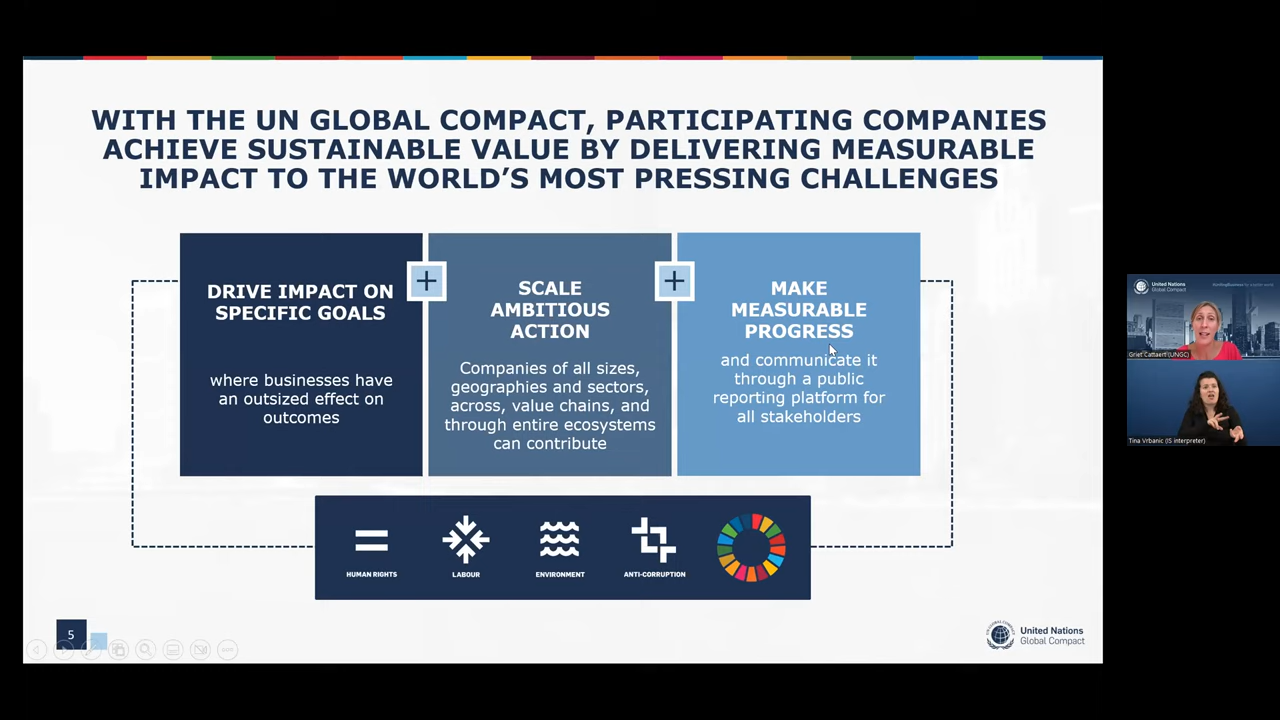 WITH THE UN GLOBAL COMPACT, PARTICIPATING COMPANIES
ACHIEVE SUSTAINABLE VALUE BY DELIVERING MEASURABLE
IMPACT TO THE WORLD'S MOST PRESSING CHALLENGES
DRIVE IMPACT ON
SPECIFIC GOALS
where businesses have
an outsized effect on
outcomes
+
SCALE
AMBITIOUS
ACTION
Companies of all sizes,
geographies and sectors,
across, value chains, and
through entire ecosystems
can contribute
+
MAKE
MEASURABLE
PROGRESS
and communicate it
through a public
reporting platform for
all stakeholders
HUMAN RIGHTS
LABOUR
ENVIRONMENT
ANTI-CORRUPTION
5
United Nations
Global Compact
United Nations
Global Compact
Griet Cattaert (UNGC)
Tina Vrbanic (IS interpreter)